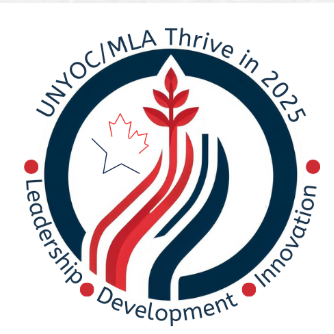 UNYOC/MLA Thrive in 2025
Leadership
Development
Innovation